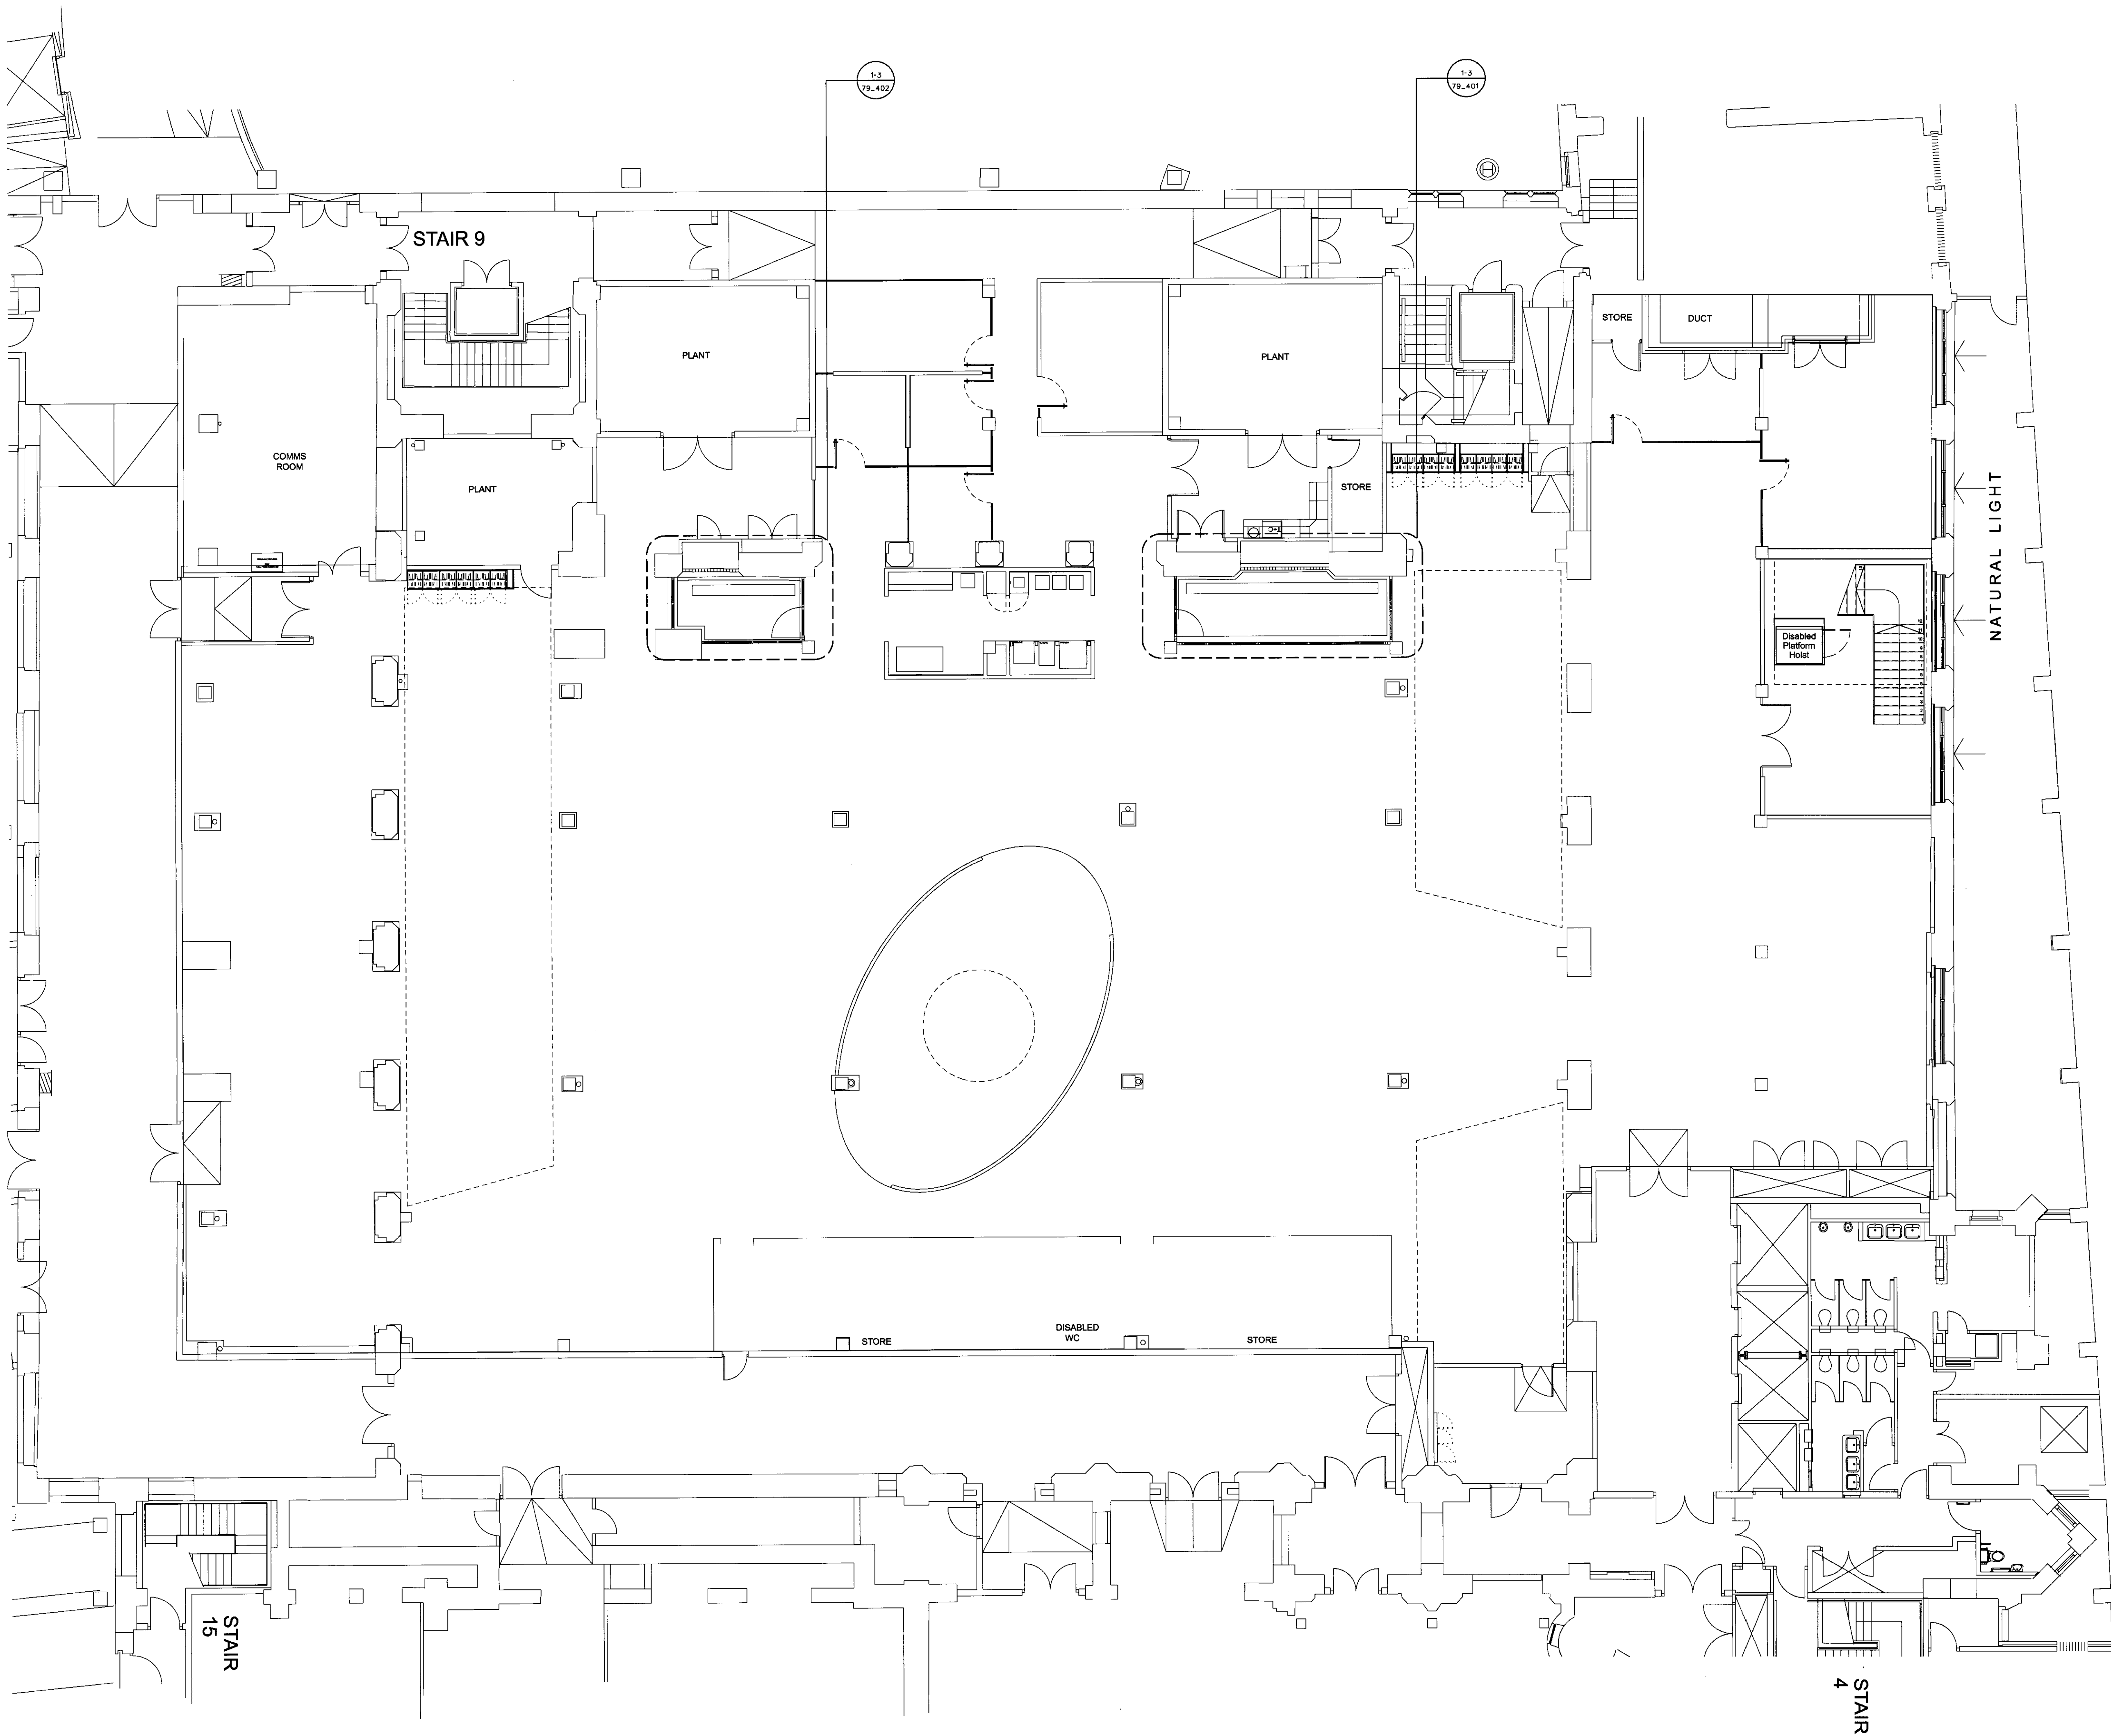 1-3
79_402
1-3
79_401
STAIR 9
STORE
DUCT
PLANT
PLANT
COMMS
ROOM
PLANT
STORE
NATURAL LIGHT
Disabled
Platform
Hoist
STORE
DISABLED
WC
STORE
STAIR
15
STAIR
4